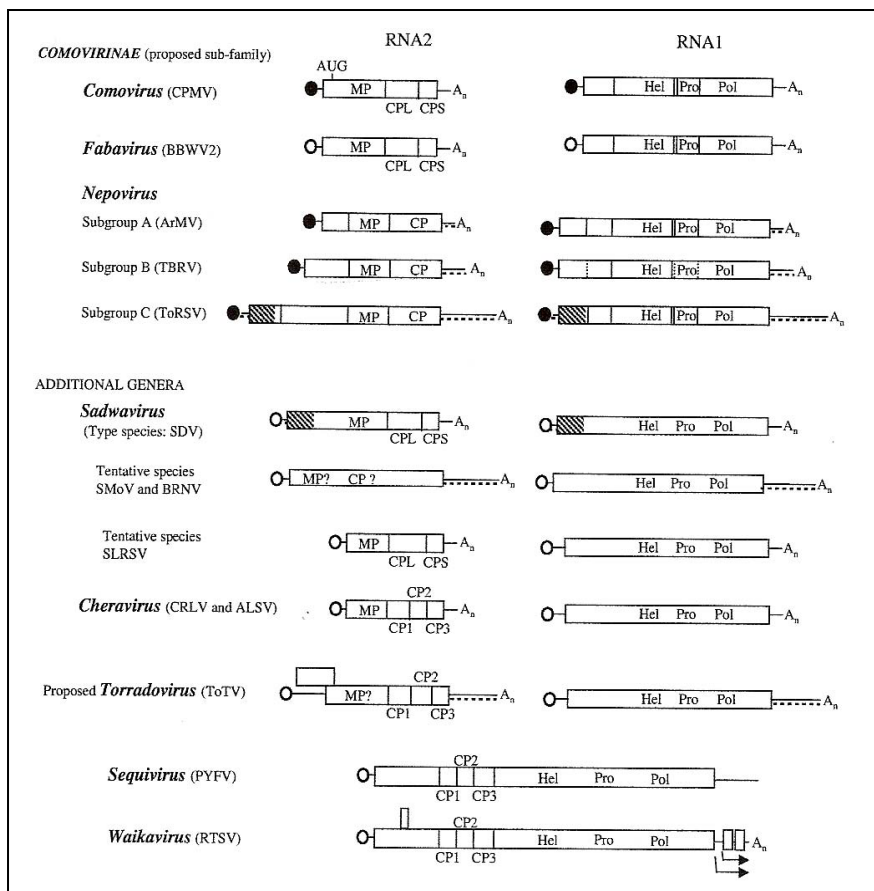 RNA2 RNA1
COMOVIRINAE (proposed sub-family)
AUG
Comovirus (CPMV) MP An Hel Pro Pol An
CPL CPS
Fabavirus (BBWV2) MP An Hel Pro Pol An
CPL CPS
Nepovirus
Subgroup A (ArMV) MP CP An Hel Pro Pol An
Subgroup B (TBRV) MP CP An Hel Pro Pol An
Subgroup C (ToRSV) MP CP An Hel Pro Pol An
ADDITIONAL GENERA
Sadwavirus MP An Hel Pro Pol An
(Type species: SDV) CPL CPS
Tentative species MP? CP ? An Hel Pro Pol An
SMoV and BRNV
Tentative species MP An Hel Pro Pol An
SLRSV CPL CPS
CP2
Cheravirus (CRLV and ALSV) MP An Hel Pro Pol An
CP1 CP3
CP2
Proposed Torradovirus (ToTV) MP? An Hel Pro Pol An
CP1 CP3
CP2
Sequivirus (PYFV) Hel Pro Pol
CP1 CP3
CP2
Waikavirus (RTSV) Hel Pro Pol An
CP1 CP3